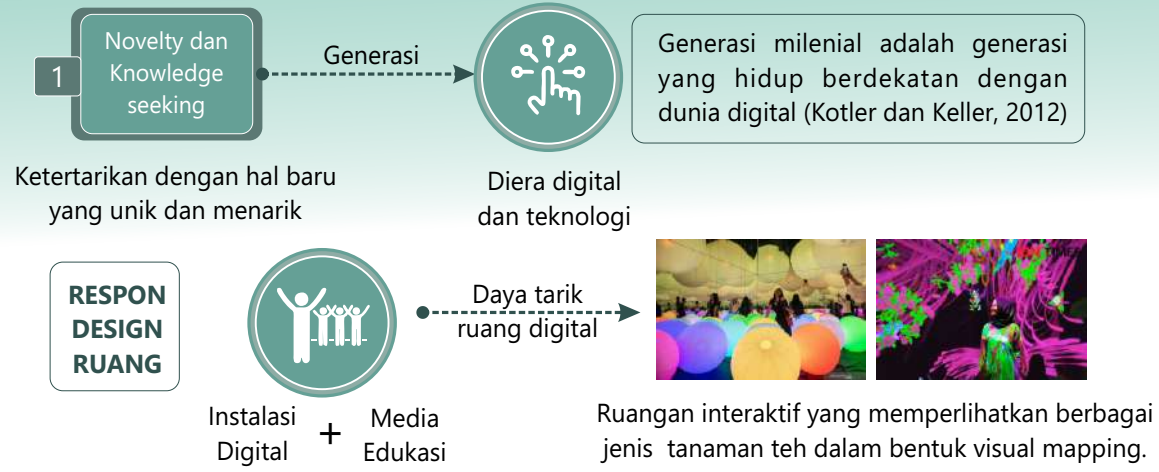 1
Novelty dan
Knowledge
seeking
Generasi
Generasi milenial adalah generasi
yang hidup berdekatan dengan
dunia digital (Kotler dan Keller, 2012)
Ketertarikan dengan hal baru
yang unik dan menarik
Diera digital
dan teknologi
RESPON
DESIGN
RUANG
Daya tarik
ruang digital
Instalasi
Digital
+
Media
Edukasi
Ruangan interaktif yang memperlihatkan berbagai
jenis tanaman teh dalam bentuk visual mapping.